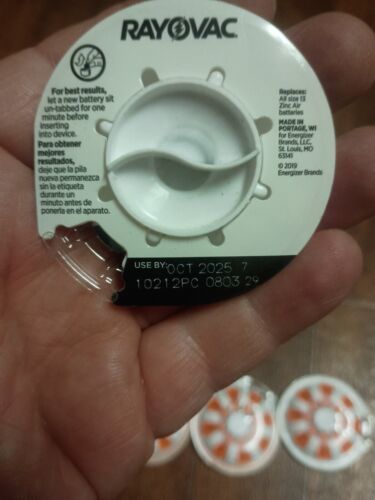 RAYOVAC
For best results,
let a new battery sit
un-tabbed for one
minute before
inserting
into device.
Para obtener
mejores
resultados,
deje que la pila
nueva permanezca
sin la etiqueta
durante un
minuto antes de
ponerla en el aparato.
Replaces:
All size 13
Zinc Air
batteries
MADE IN
PORTAGE, WI
for Energizer
Brands, LLC,
St. Louis, MO
63141
© 2019
Energizer Brands
USE BY: OCT 2025 7
10212PC 0803 29